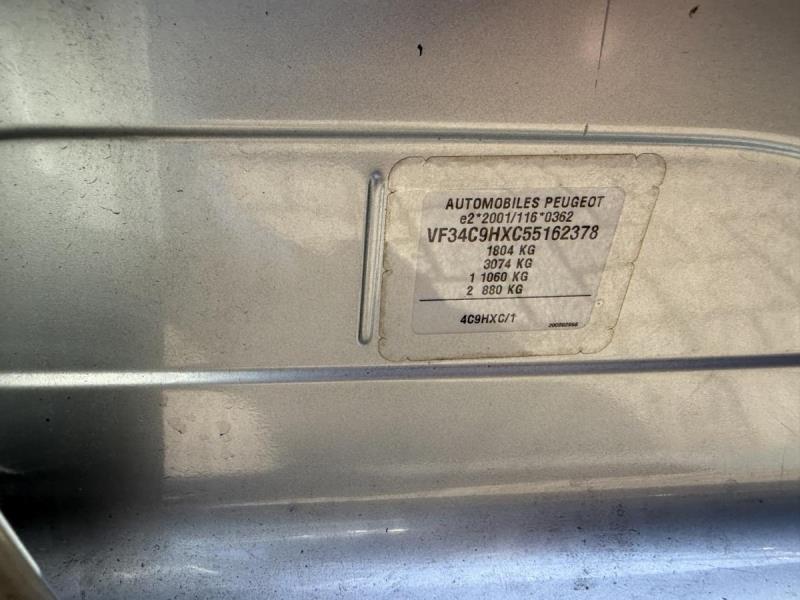 AUTOMOBILES PEUGEOT
e2*2001/116*0362
VF34C9HXC55162378
1804 KG
3074 KG
1 1060 KG
2 880 KG
4C9HXC/1